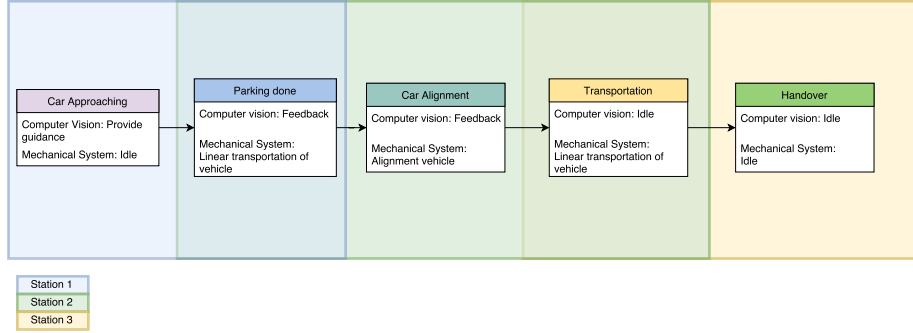 Car Approaching
Computer Vision: Provide
guidance
Mechanical System: Idle
Parking done
Computer vision: Feedback
Mechanical System:
Linear transportation of
vehicle
Car Alignment
Computer vision: Feedback
Mechanical System:
Alignment vehicle
Transportation
Computer vision: Idle
Mechanical System:
Linear transportation of
vehicle
Handover
Computer vision: Idle
Mechanical System:
Idle
Station 1
Station 2
Station 3